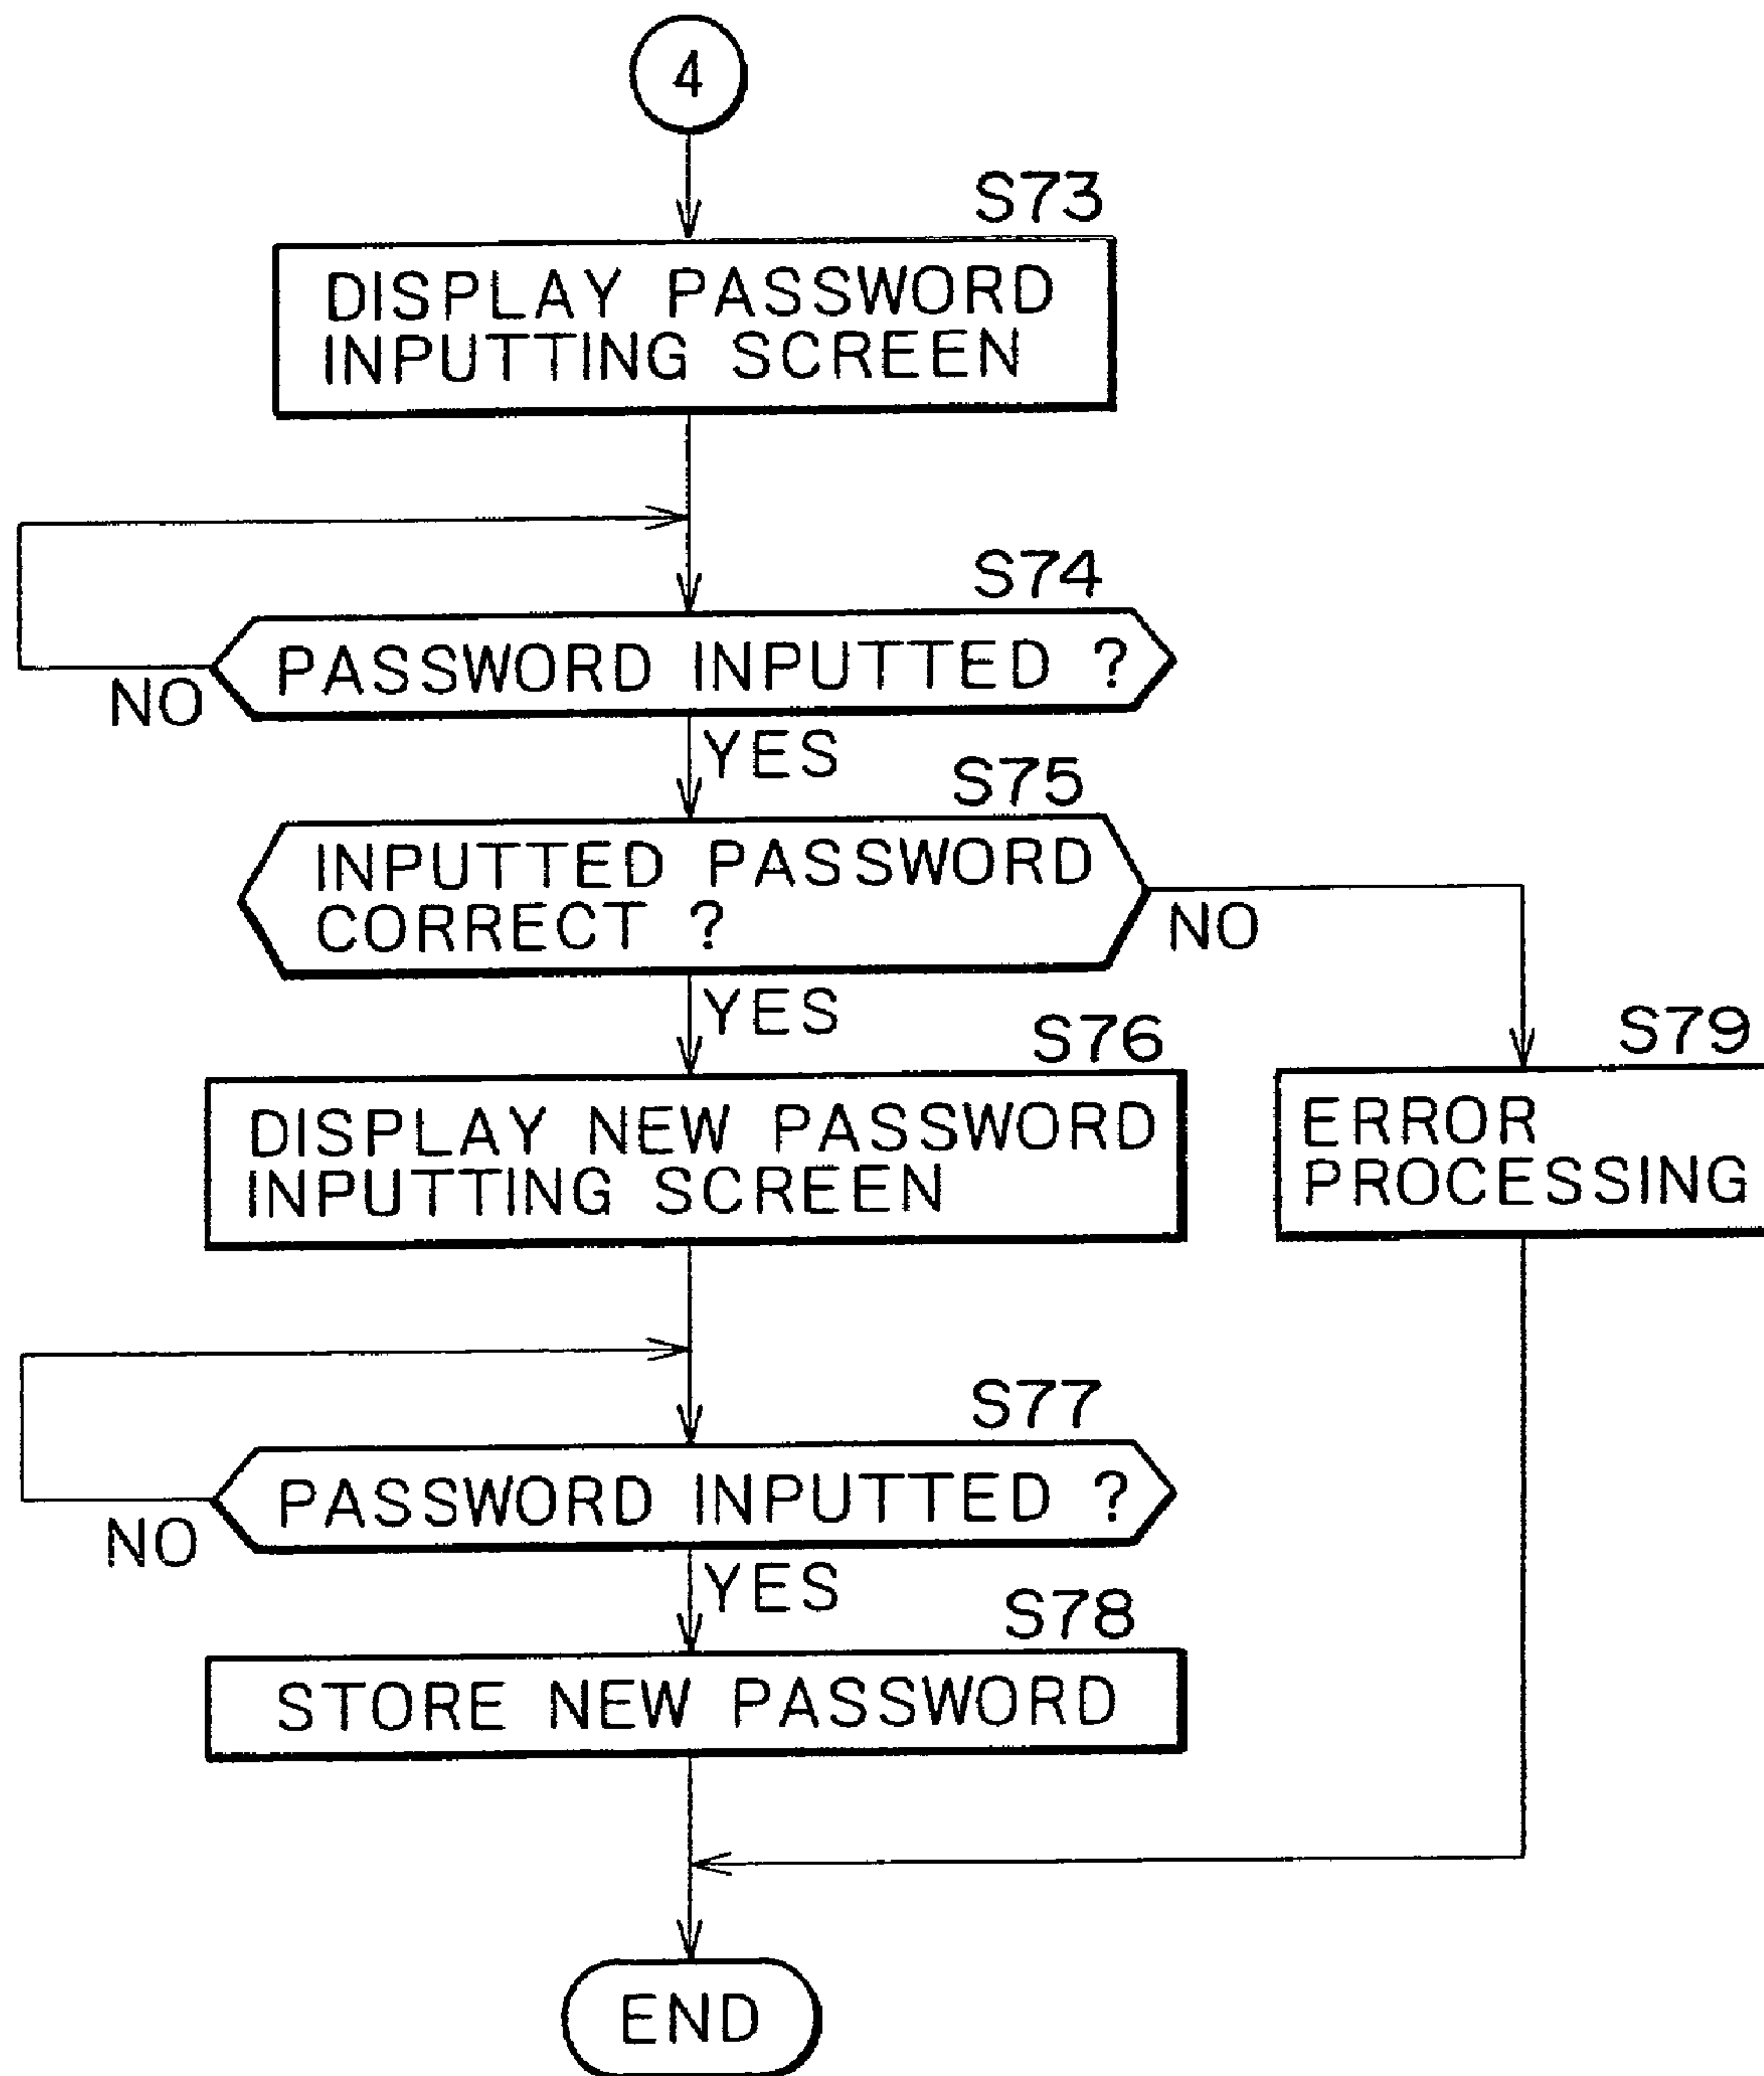 4
S73
DISPLAY PASSWORD
INPUTTING SCREEN
S74
PASSWORD INPUTTED ?
NO
YES
S75
INPUTTED PASSWORD
CORRECT ?
NO
YES
S76
DISPLAY NEW PASSWORD
INPUTTING SCREEN
S79
ERROR
PROCESSING
S77
PASSWORD INPUTTED ?
NO
YES
S78
STORE NEW PASSWORD
END